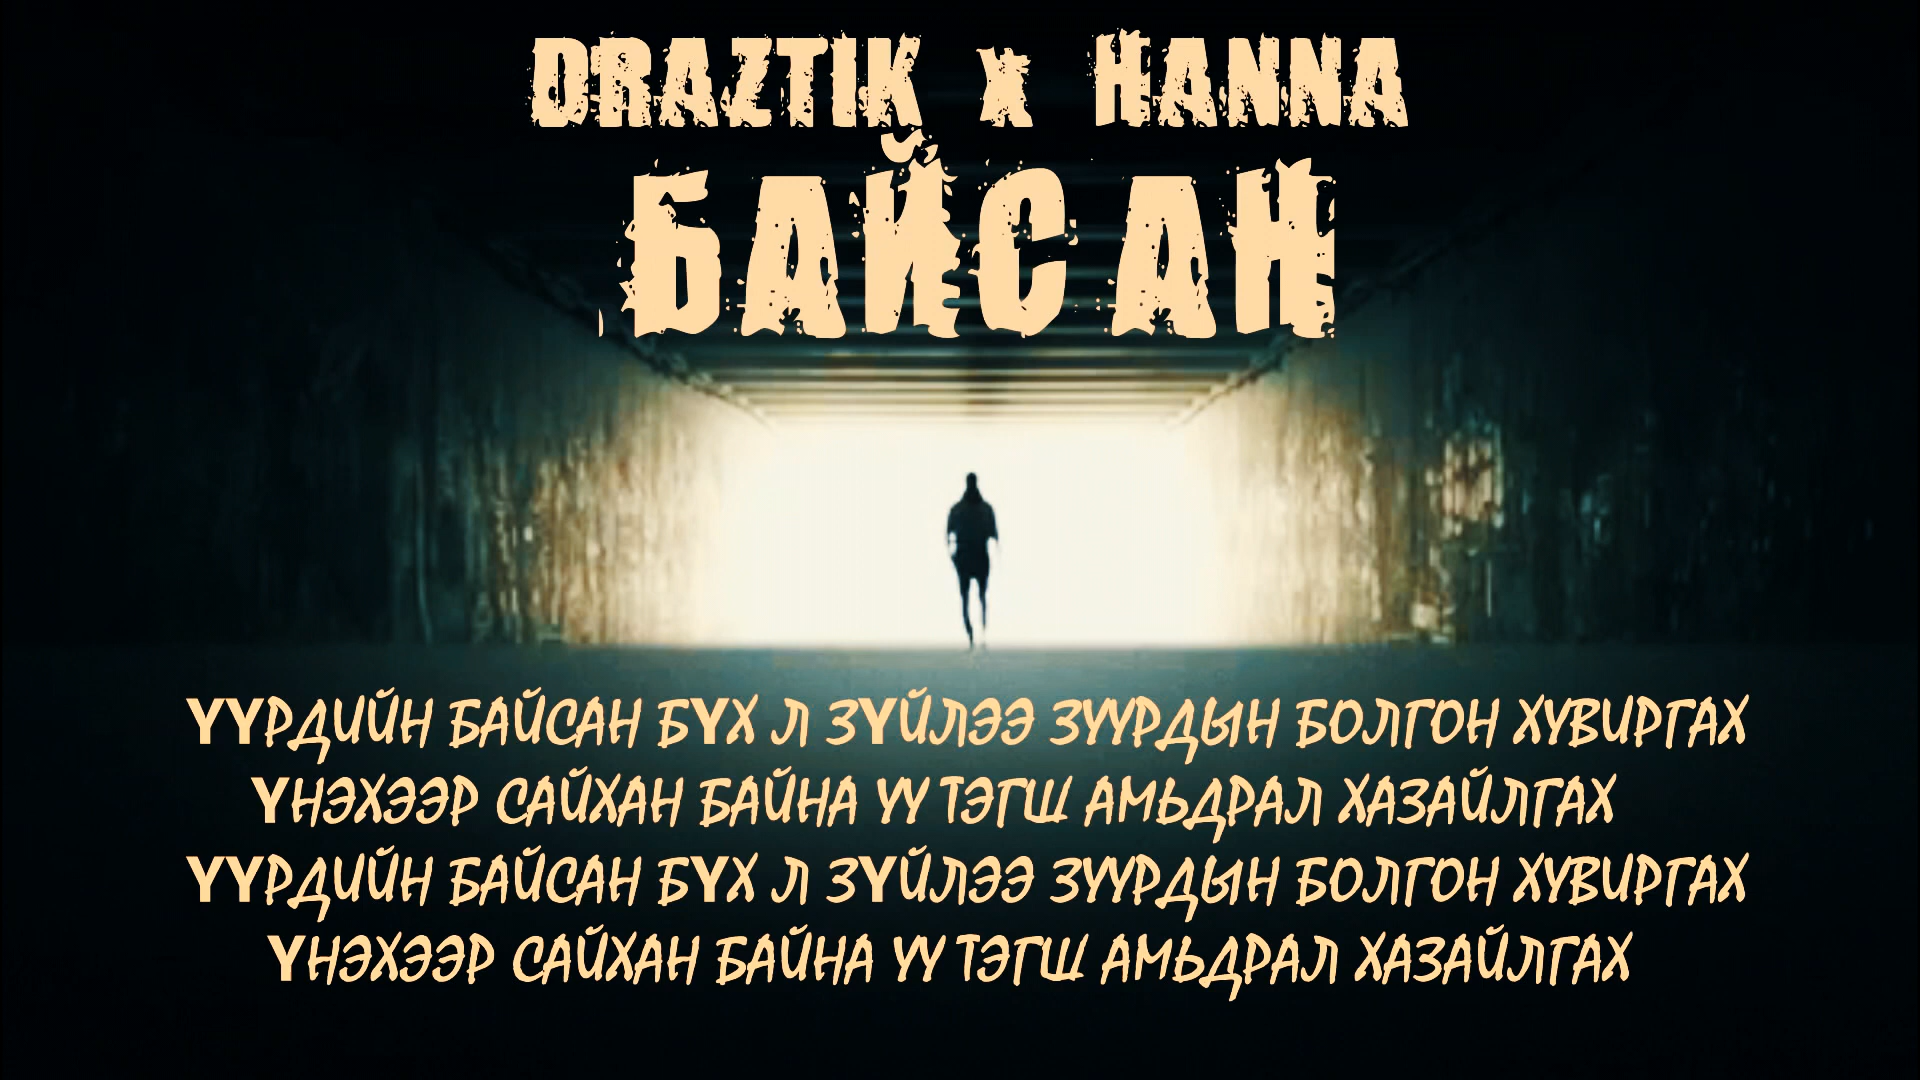 DRAZTIK x HANNA
БАЙСАН
ҮҮРДИЙН БАЙСАН БҮХ Л ЗҮЙЛЭЭ ЗУУРДЫН БОЛГОН ХУВИРГАХ
ҮНЭХЭЭР САЙХАН БАЙНА УУ ТЭГШ АМЬДРАЛ ХАЗАЙЛГАХ
ҮҮРДИЙН БАЙСАН БҮХ Л ЗҮЙЛЭЭ ЗУУРДЫН БОЛГОН ХУВИРГАХ
ҮНЭХЭЭР САЙХАН БАЙНА УУ ТЭГШ АМЬДРАЛ ХАЗАЙЛГАХ